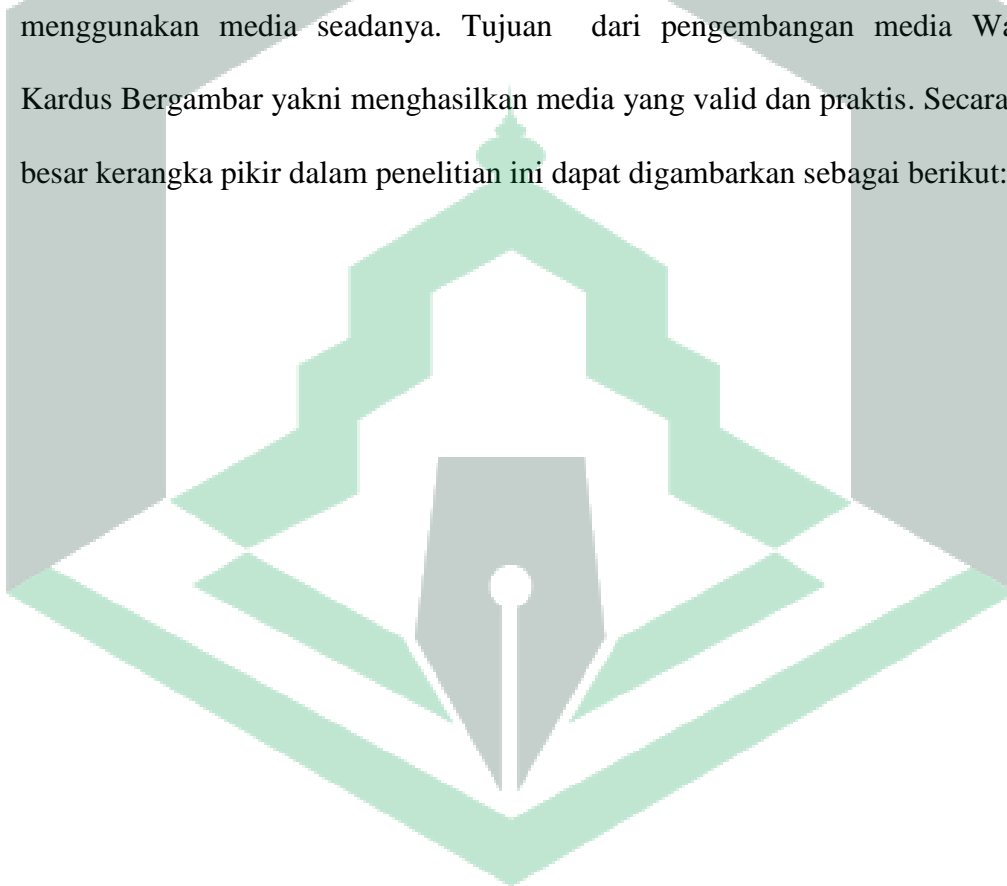 menggunakan media seadanya. Tujuan dari pengembangan media
Kardus Bergambar yakni menghasilkan media yang valid dan praktis. Secara
besar kerangka pikir dalam penelitian ini dapat digambarkan sebagai berikut: